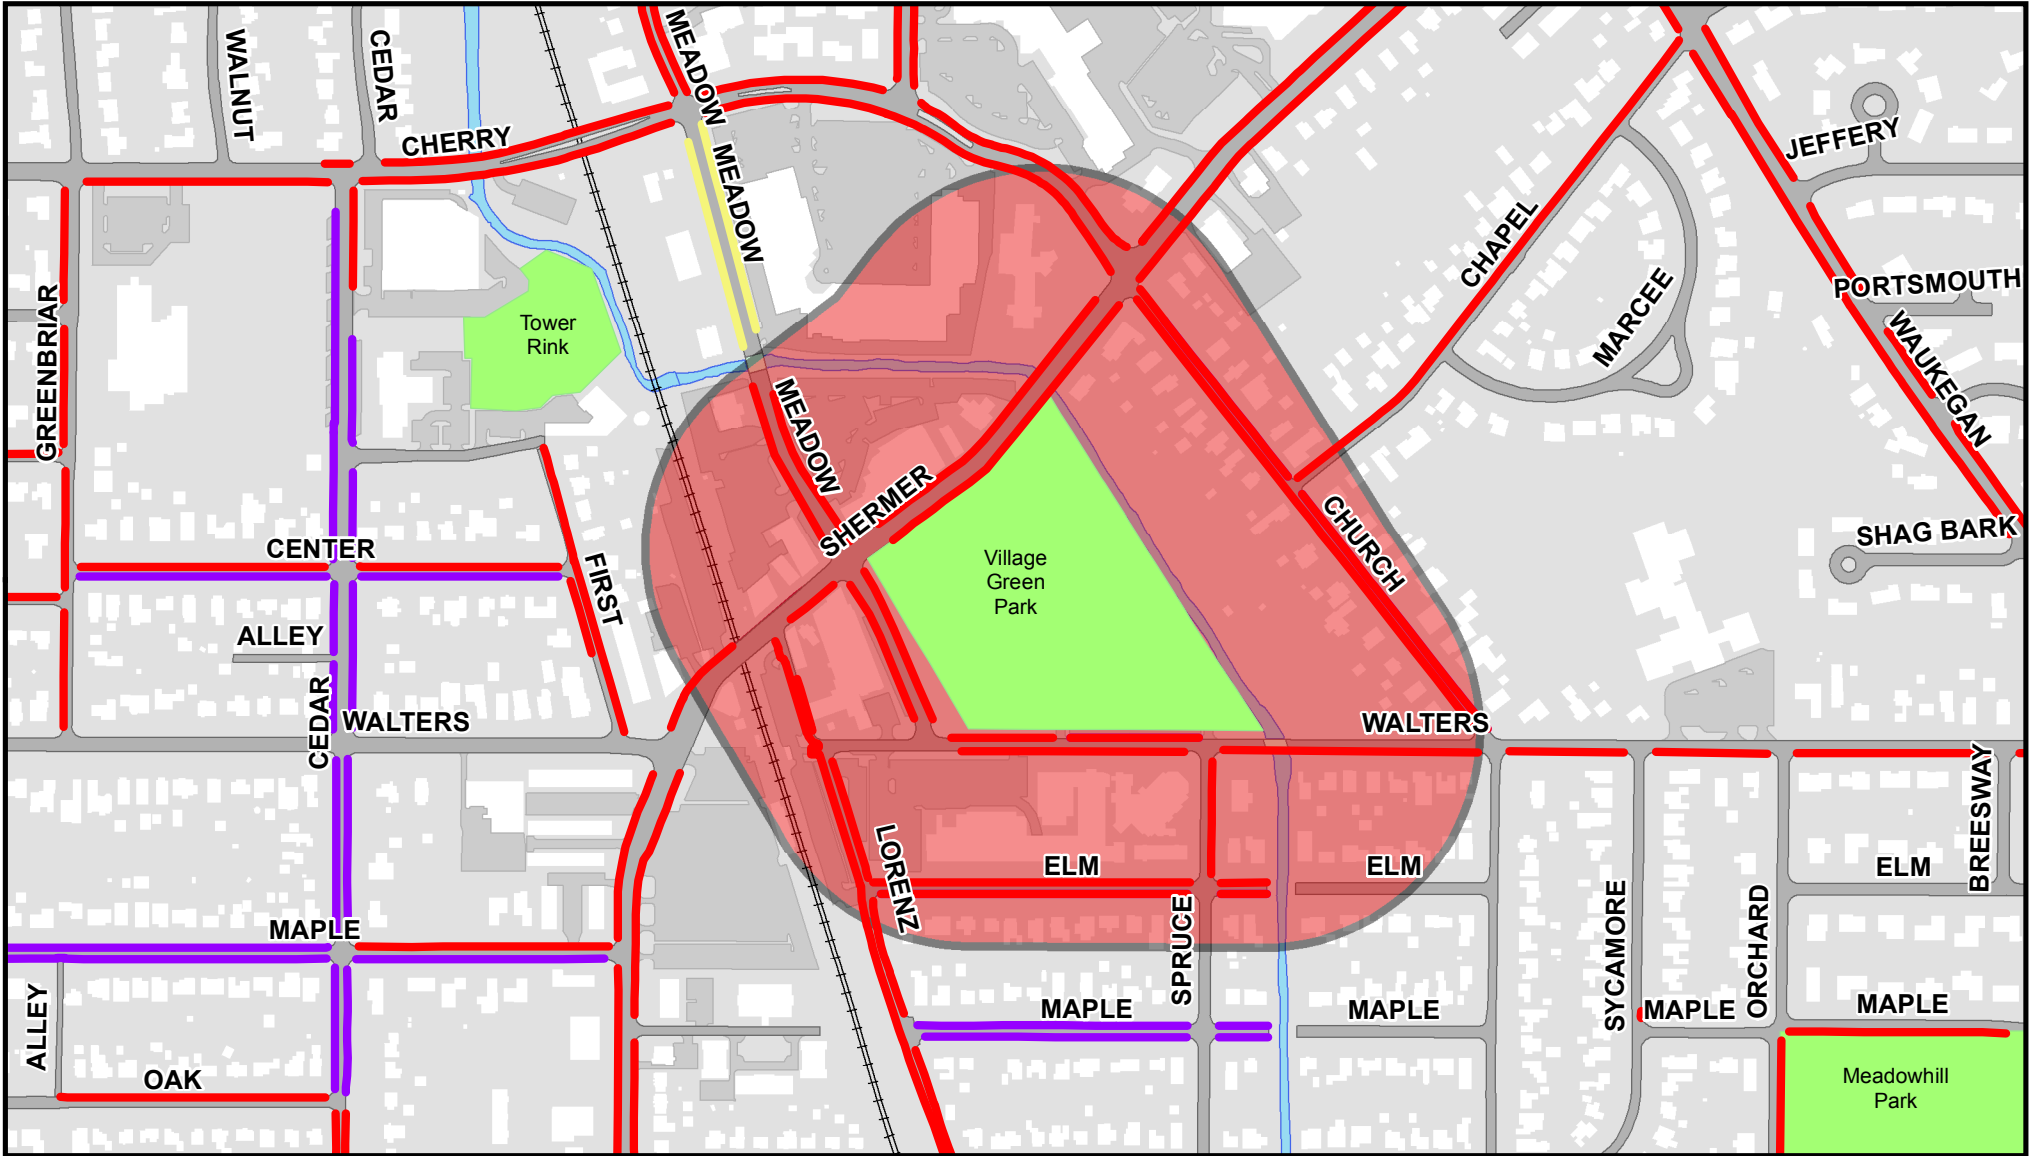 WALNUT
CEDAR
MEADOW
CHERRY
MEADOW
JEFFERY
CHAPEL
MARCEE
PORTSMOUTH
GREENBRIAR
Tower
Rink
WAUKEGAN
MEADOW
SHERMER
CHURCH
SHAG BARK
CENTER
FIRST
Village
Green
Park
ALLEY
CEDAR
WALTERS
WALTERS
BREESWAY
LORENZ
ELM
ELM
ELM
SPRUCE
SYCAMORE
ORCHARD
MAPLE
MAPLE
MAPLE
MAPLE
MAPLE
ALLEY
OAK
Meadowhill
Park